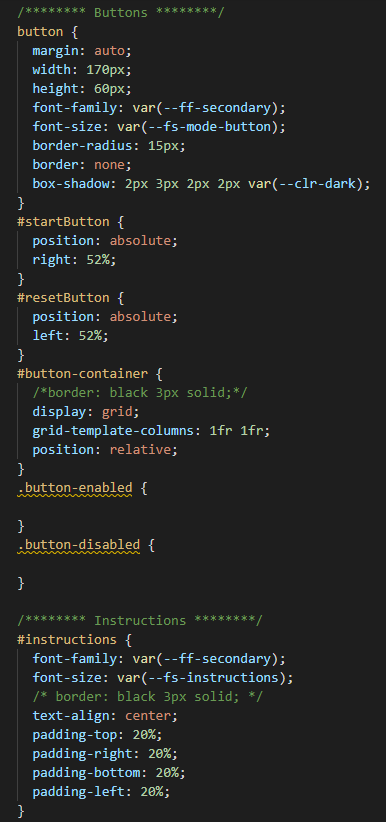 /******** Buttons ********/
button {
  margin: auto;
  width: 170px;
  height: 60px;
  font-family: var(--ff-secondary);
  font-size: var(--fs-mode-button);
  border-radius: 15px;
  border: none;
  box-shadow: 2px 3px 2px 2px var(--clr-dark);
}
#startButton {
  position: absolute;
  right: 52%;
}
#resetButton {
  position: absolute;
  left: 52%;
}
#button-container {
  /*border: black 3px solid;*/
  display: grid;
  grid-template-columns: 1fr 1fr;
  position: relative;
}
.button-enabled {

}
.button-disabled {

}

/******** Instructions ********/
#instructions {
  font-family: var(--ff-secondary);
  font-size: var(--fs-instructions);
  /* border: black 3px solid; */
  text-align: center;
  padding-top: 20%;
  padding-right: 20%;
  padding-bottom: 20%;
  padding-left: 20%;
}